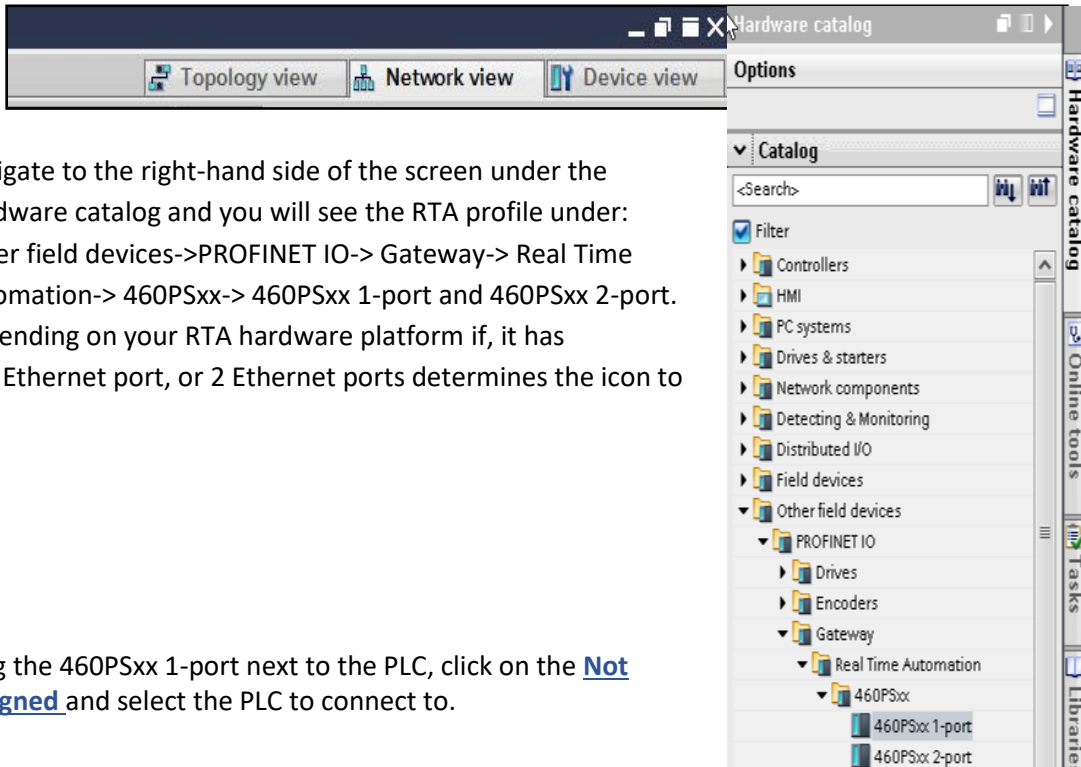 Topology view Network view Device view
igate to the right-hand side of the screen under the
dware catalog and you will see the RTA profile under:
er field devices->PROFINET IO-> Gateway-> Real Time
omation-> 460PSxx-> 460PSxx 1-port and 460PSxx 2-port.
ending on your RTA hardware platform if, it has
Ethernet port, or 2 Ethernet ports determines the icon to
g the 460PSxx 1-port next to the PLC, click on the Not
gned and select the PLC to connect to.
Hardware catalog
Options
Catalog
<Search>
Filter
Controllers
HMI
PC systems
Drives & starters
Network components
Detecting & Monitoring
Distributed I/O
Field devices
Other field devices
PROFINET IO
Drives
Encoders
Gateway
Real Time Automation
460PSxx
460PSxx 1-port
460PSxx 2-port
Hardware catalog
Online tools
Tasks
Librarie